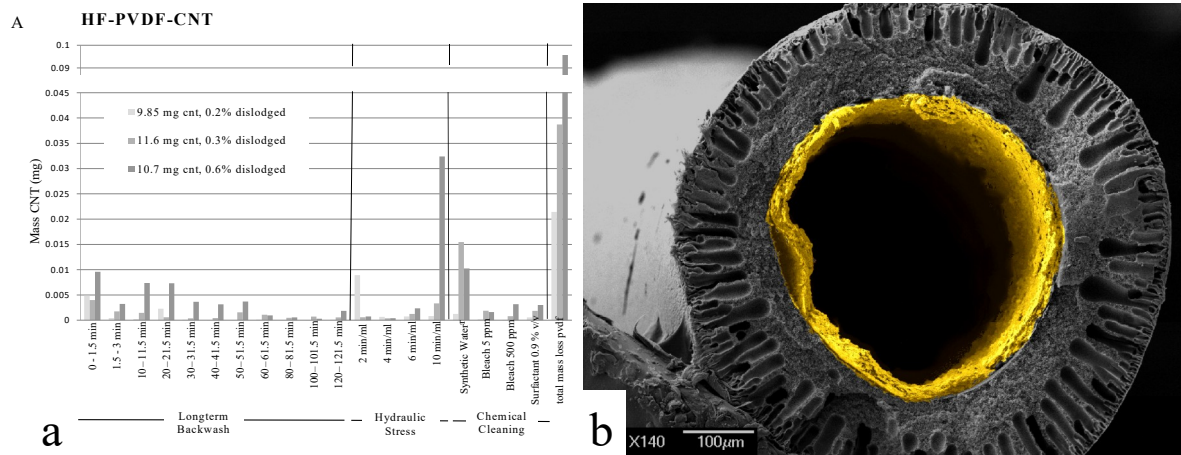 A
HF-PVDF-CNT
0.1
0.09
0.045
0.04
0.035
0.03
0.025
0.02
0.015
0.01
0.005
0
Mass CNT (mg)
9.85 mg cnt, 0.2% dislodged
11.6 mg cnt, 0.3% dislodged
10.7 mg cnt, 0.6% dislodged
0 - 1.5 min
1.5 - 3 min
10 – 11.5 min
20 – 21.5 min
30 – 31.5 min
40 – 41.5 min
50 – 51.5 min
60 – 61.5 min
80 – 81.5 min
100 – 101.5 min
120 – 121.5 min
2 min/ml
4 min/ml
6 min/ml
10 min/ml
Synthetic Water
Bleach 5 ppm
Bleach 500 ppm
Surfactant 0.9 % v/v
total mass loss pvdf
Longterm
Backwash
Hydraulic
Stress
Chemical
Cleaning
a
b
X140
100µm